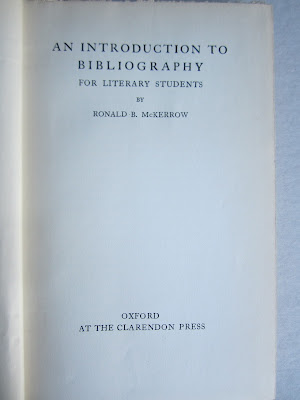 AN INTRODUCTION TO
BIBLIOGRAPHY
FOR LITERARY STUDENTS
BY
RONALD B. McKERROW
OXFORD
AT THE CLARENDON PRESS